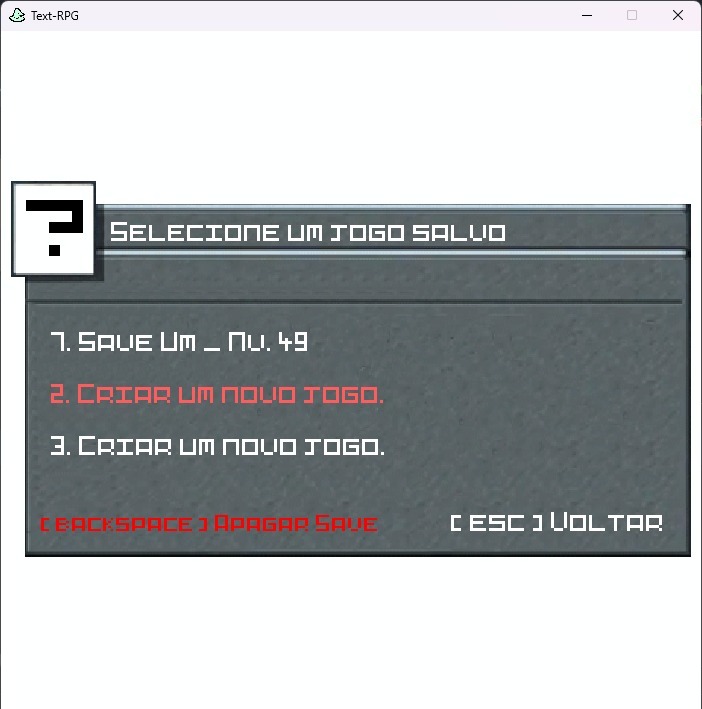 Text-RPG
?
Selecione um jogo salvo
1. Save Um _ Nv. 49
2. Criar um novo jogo.
3. Criar um novo jogo.
[ Backspace ] Apagar Save
[ ESC ] Voltar